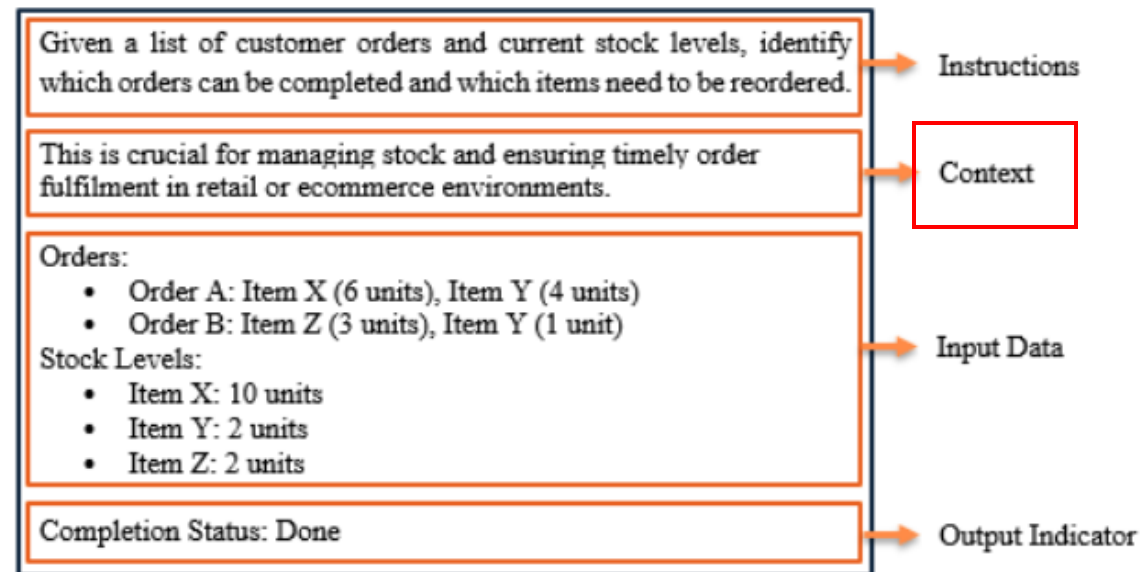 Given a list of customer orders and current stock levels, identify
which orders can be completed and which items need to be reordered.
Instructions
This is crucial for managing stock and ensuring timely order
fulfilment in retail or ecommerce environments.
Context
Orders:
• Order A: Item X (6 units), Item Y (4 units)
• Order B: Item Z (3 units), Item Y (1 unit)
Stock Levels:
• Item X: 10 units
• Item Y: 2 units
• Item Z: 2 units
Input Data
Completion Status: Done
Output Indicator